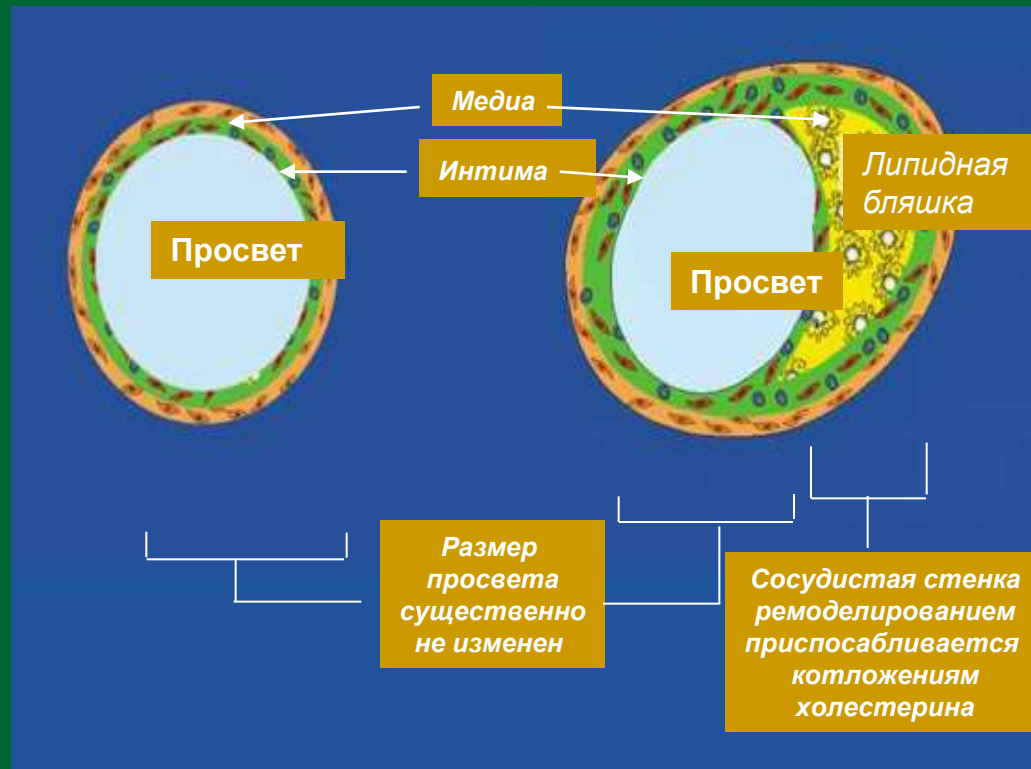 Медиа
Интима
Липидная
бляшка
Просвет
Просвет
Размер
просвета
существенно
не изменен
Сосудистая стенка
ремоделированием
приспосабливается
котложениям
холестерина